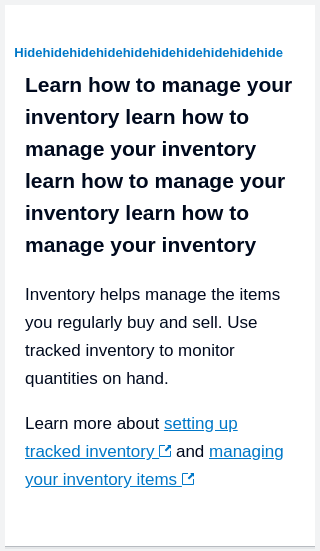 Hidehidehidehidehidehidehidehidehidehide
Learn how to manage your
inventory learn how to
manage your inventory
learn how to manage your
inventory learn how to
manage your inventory
Inventory helps manage the items
you regularly buy and sell. Use
tracked inventory to monitor
quantities on hand.
Learn more about setting up
tracked inventory and managing
your inventory items